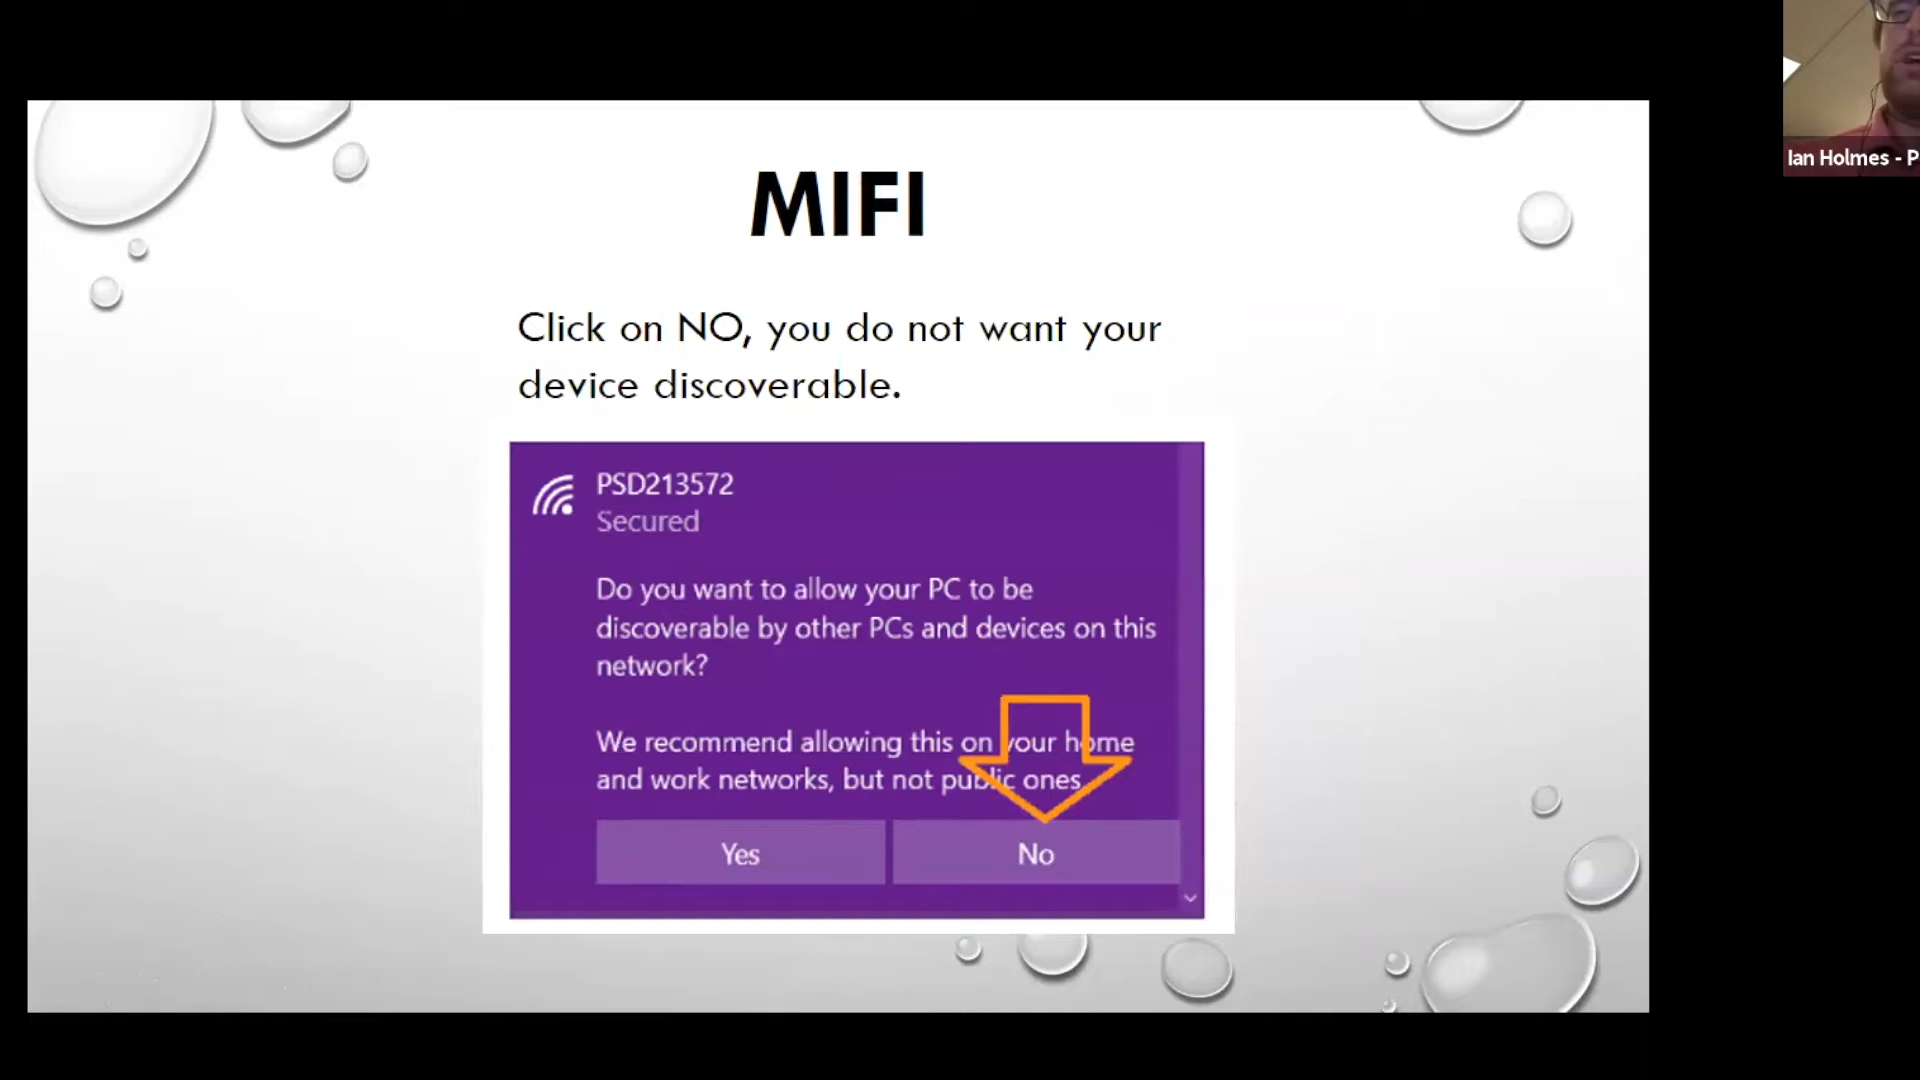 MIFI
Click on NO, you do not want your
device discoverable.
PSD213572
Secured
Do you want to allow your PC to be
discoverable by other PCs and devices on this
network?
We recommend allowing this on your home
and work networks, but not public ones.
Yes
No
Ian Holmes - P